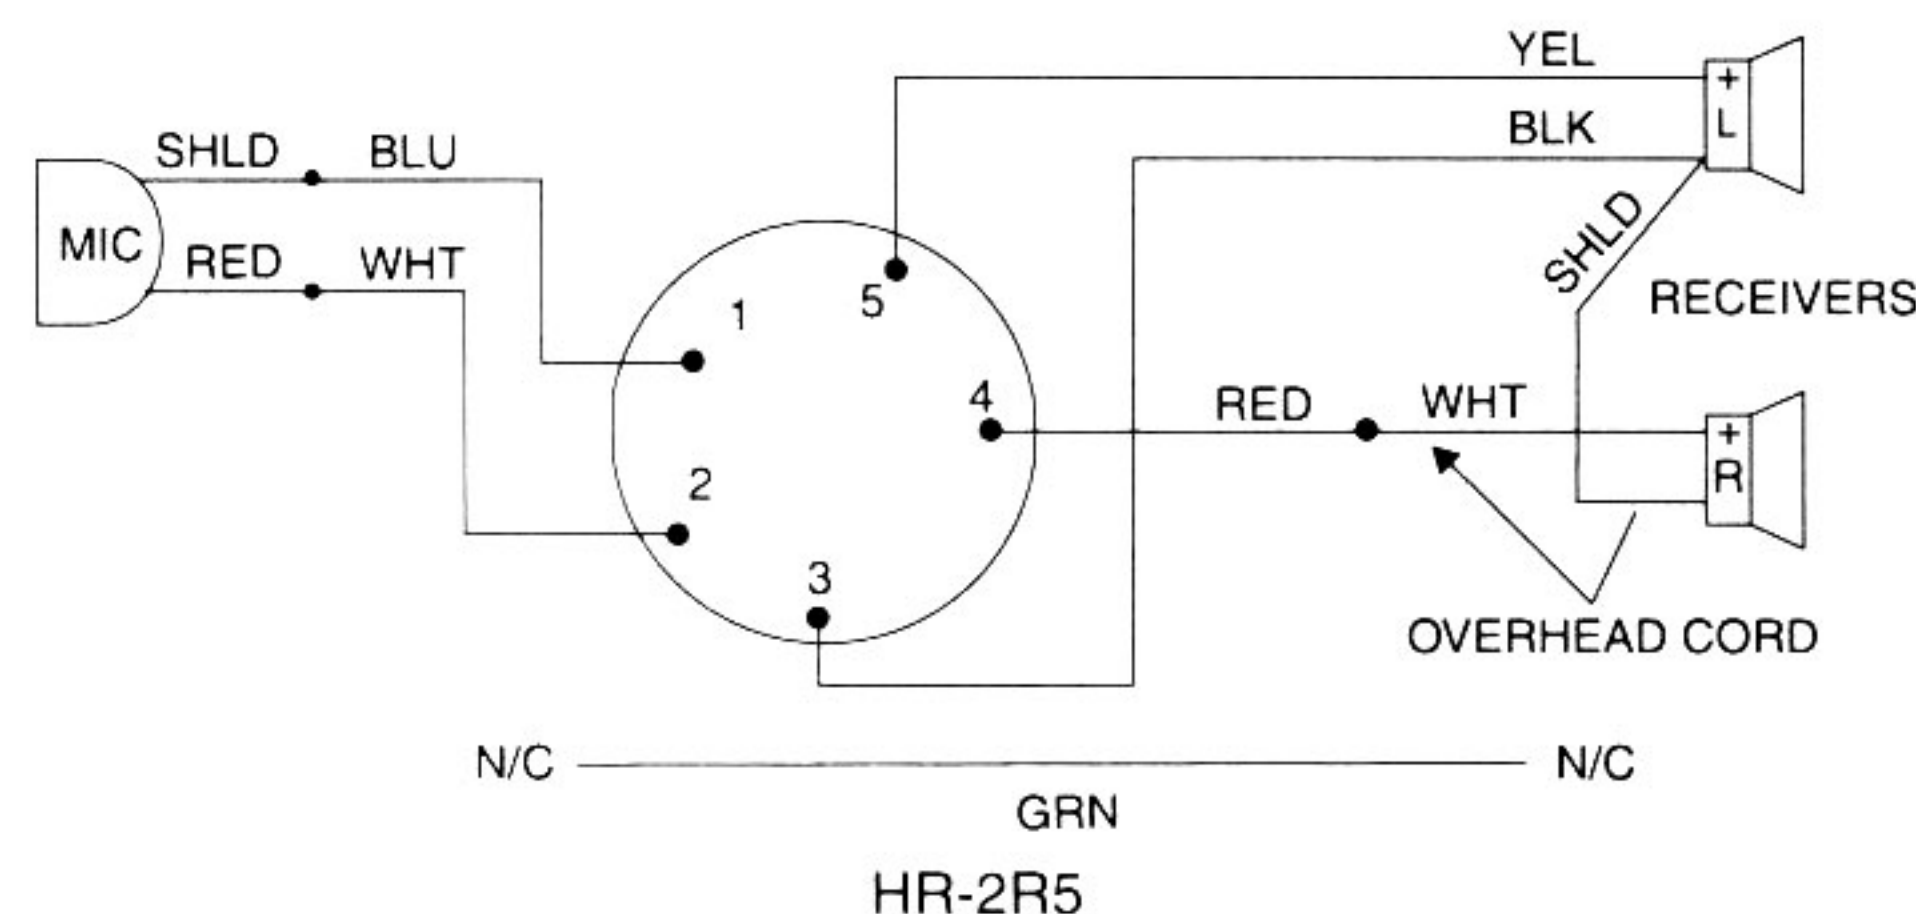 YEL
+
L
BLK
SHLD BLU
MIC
RED WHT
SHLD
RECEIVERS
1
5
4
RED WHT
+
R
2
3
OVERHEAD CORD
N/C N/C
GRN
HR-2R5